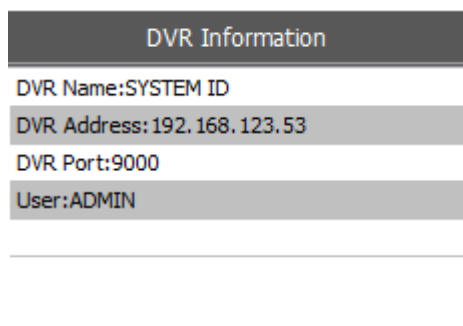 DVR Information
DVR Name:SYSTEM ID
DVR Address:192.168.123.53
DVR Port:9000
User:ADMIN